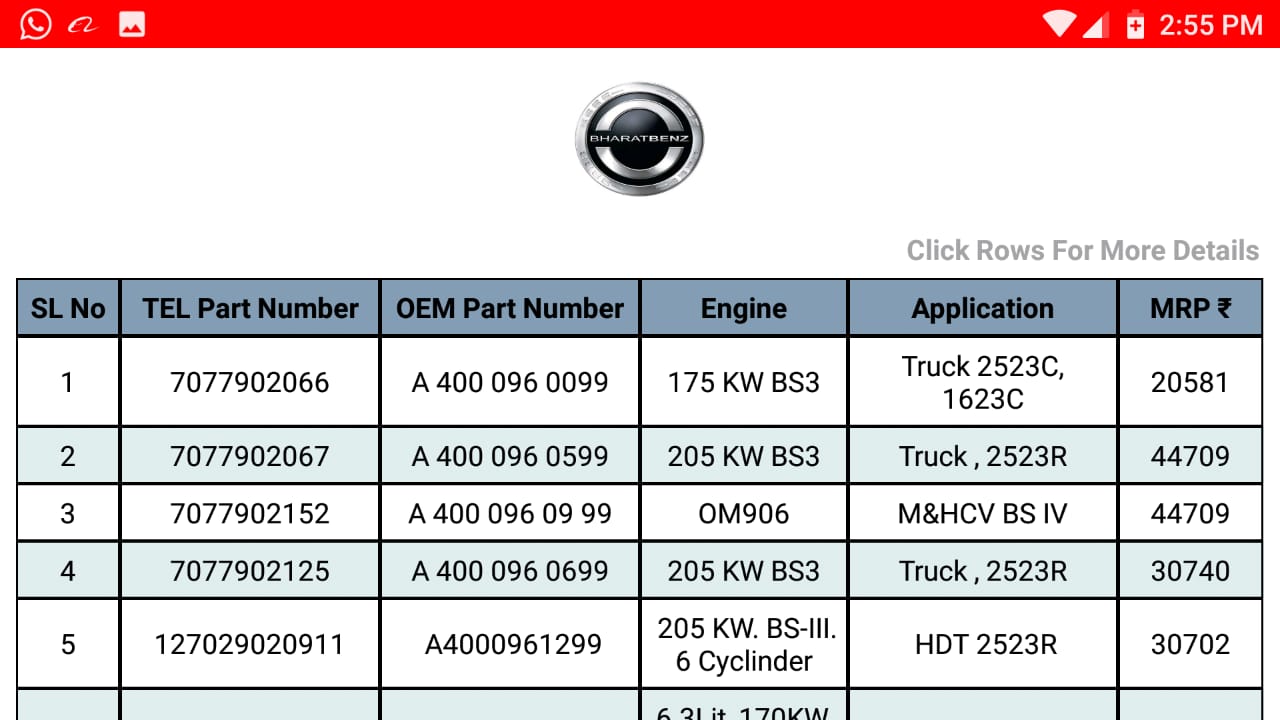 2:55 PM
BHARATBENZ
Click Rows For More Details
SL No TEL Part Number OEM Part Number Engine Application MRP ₹
1 7077902066 A 400 096 0099 175 KW BS3 Truck 2523C, 1623C 20581
2 7077902067 A 400 096 0599 205 KW BS3 Truck , 2523R 44709
3 7077902152 A 400 096 09 99 OM906 M&HCV BS IV 44709
4 7077902125 A 400 096 0699 205 KW BS3 Truck , 2523R 30740
5 127029020911 A4000961299 205 KW. BS-III. 6 Cyclinder HDT 2523R 30702
6.3Lit, 170KW,